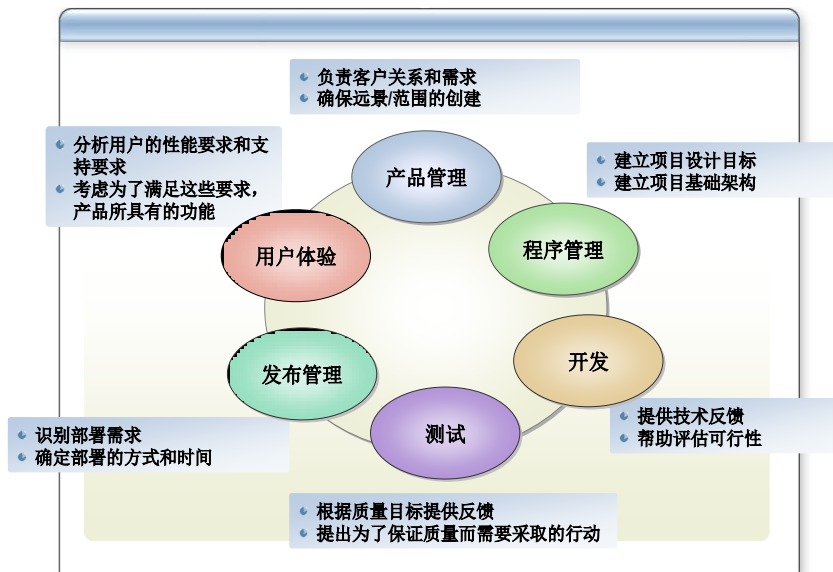 负责客户关系和需求
确保远景/范围的创建
分析用户的性能要求和支
持要求
考虑为了满足这些要求，
产品所具有的功能
建立项目设计目标
建立项目基础架构
产品管理
用户体验
程序管理
发布管理
开发
测试
识别部署需求
确定部署的方式和时间
提供技术反馈
帮助评估可行性
根据质量目标提供反馈
提出为了保证质量而需要采取的行动